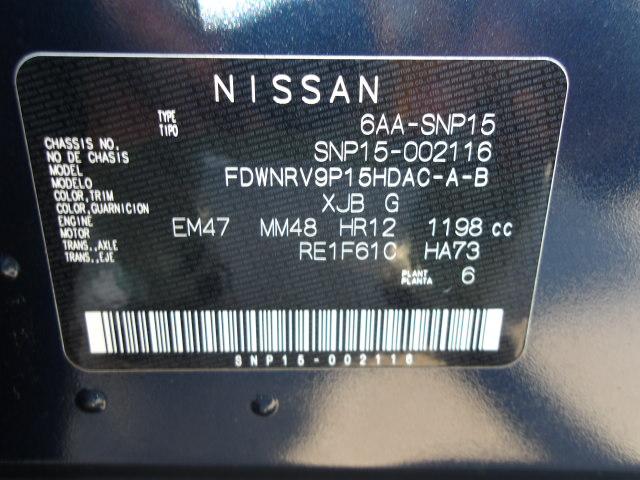 NISSAN
TYPE 6AA-SNP15
TIPO
CHASSIS NO. SNP15-002116
NO DE CHASSIS
MODEL FDWNRV9P15HDAC-A-B
MODELO
COLOR,TRIM XJB G
COLOR,GUARNICION
ENGINE EM47 MM48 HR12 1198 cc
MOTOR
TRANS.,AXLE RE1F61C HA73
TRANS.,EJE
PLANT 6
PLANTA
SNP15-002116